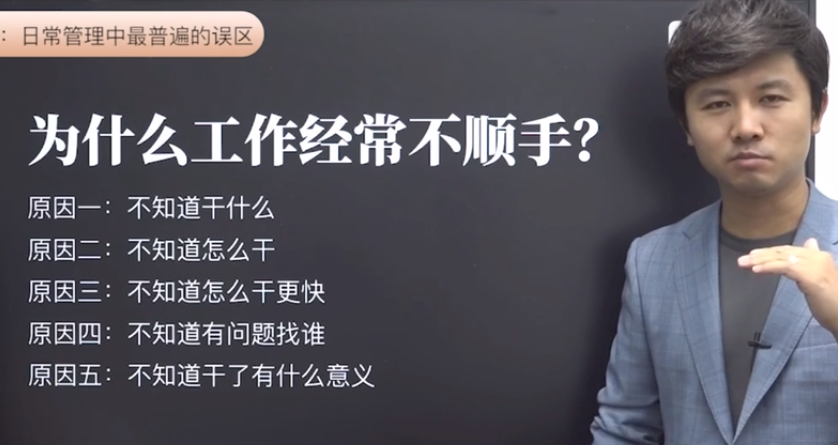 ：日常管理中最普遍的误区
为什么工作经常不顺手？
原因一：不知道干什么
原因二：不知道怎么干
原因三：不知道怎么干更快
原因四：不知道有问题找谁
原因五：不知道干了有什么意义